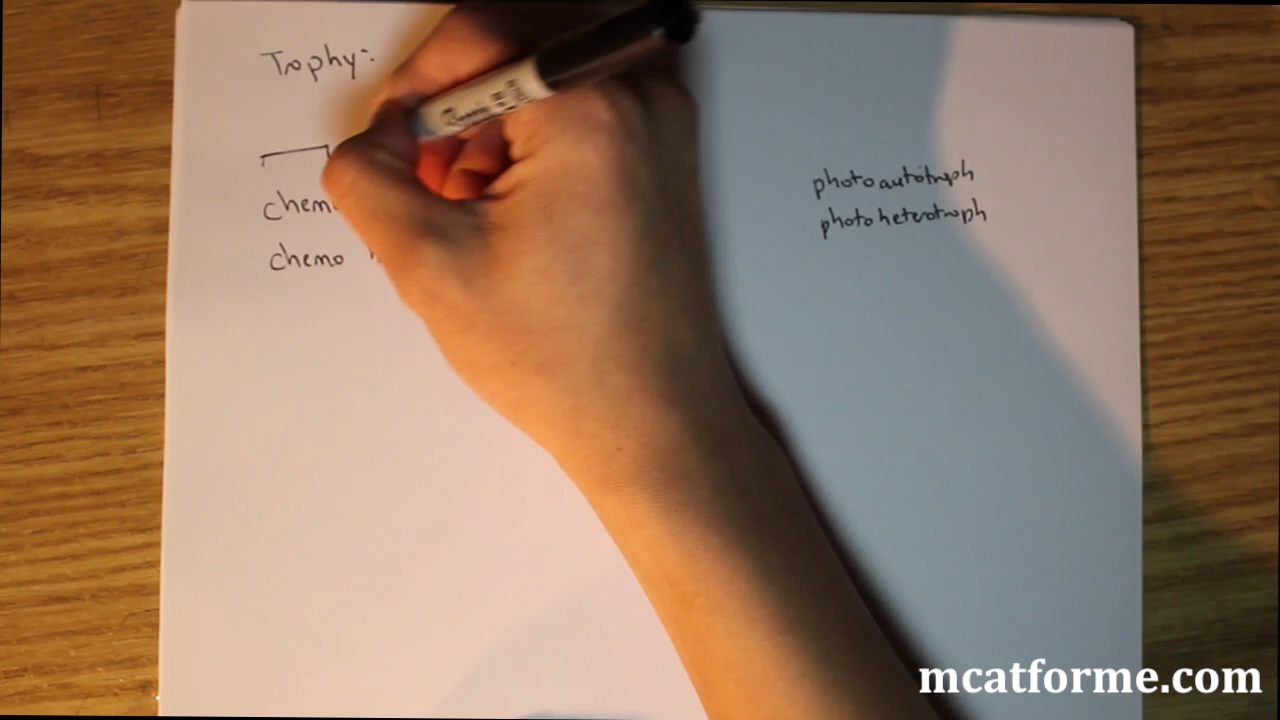 Trophy:
chemo
chemo h
photoautotroph
photoheterotroph
mcatforme.com